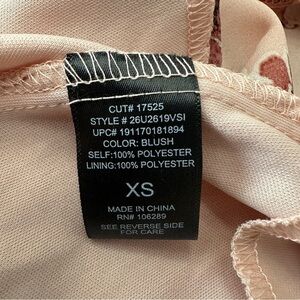 CUT# 17525
STYLE # 26U2619VSI
UPC# 191170181894
COLOR: BLUSH
SELF:100% POLYESTER
LINING:100% POLYESTER
XS
MADE IN CHINA
RN# 106289
SEE REVERSE SIDE
FOR CARE